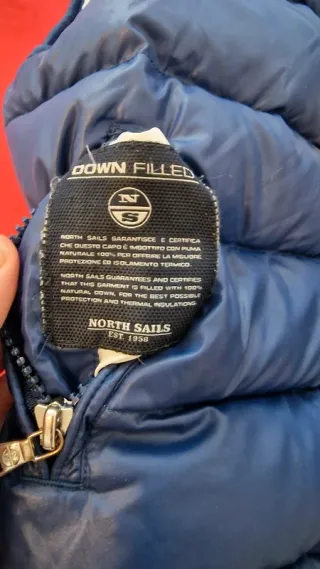 DOWN FILLED
N
S
NORTH SAILS GARANTISCE E CERTIFICA
CHE QUESTO CAPO È IMBOTTITO CON PIUMA
NATURALE 100% PER OFFRIRE LA MIGLIORE
PROTEZIONE ED ISOLAMENTO TERMICO.
NORTH SAILS GUARANTEES AND CERTIFIES
THAT THIS GARMENT IS FILLED WITH 100%
NATURAL DOWN, FOR THE BEST POSSIBLE
PROTECTION AND THERMAL INSULATIONS.
NORTH SAILS
EST. 1958